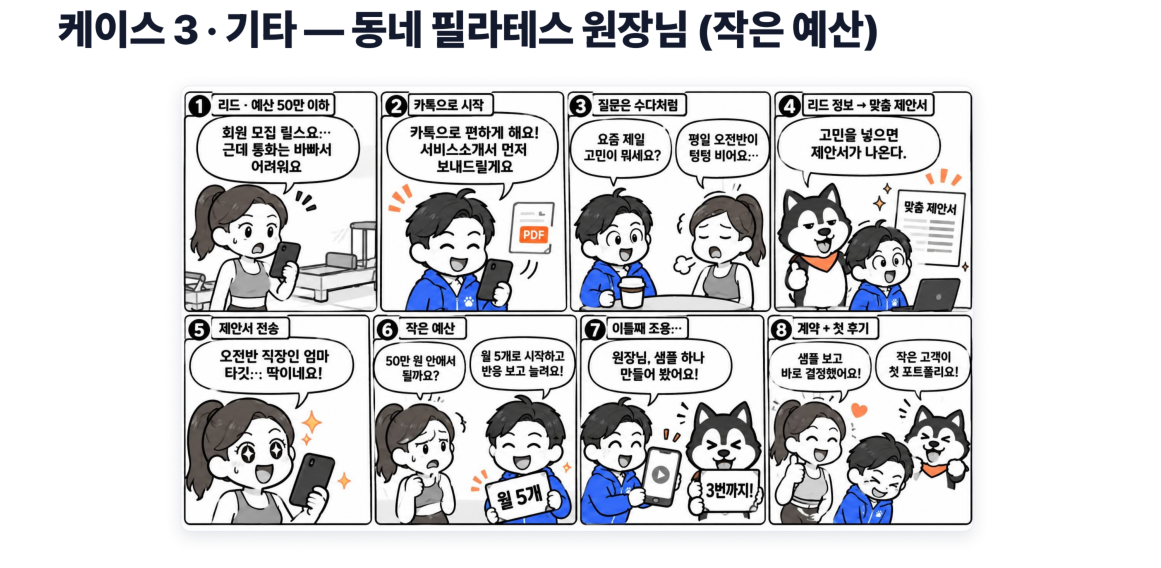 케이스 3 · 기타 — 동네 필라테스 원장님 (작은 예산)
1 리드 · 예산 50만 이하
회원 모집 릴스요:··
근데 통화는 바빠서
어려워요
2 카톡으로 시작
카톡으로 편하게 해요!
서비스소개서 먼저
보내드릴게요
PDF
3 질문은 수다처럼
요즘 제일
고민이 뭐세요?
평일 오전반이
텅텅 비어요:··
4 리드 정보 → 맞춤 제안서
고민을 넣으면
제안서가 나온다.
맞춤 제안서
5 제안서 전송
오전반 직장인 엄마
타깃:·: 딱이네요!
6 작은 예산
50만 원 안에서
될까요?
월 5개로 시작하고
반응 보고 늘려요!
월 5개
7 이틀째 조용:··
원장님, 샘플 하나
만들어 봤어요!
3번까지!
8 계약 + 첫 후기
샘플 보고
바로 결정했어요!
작은 고객이
첫 포트폴리요!